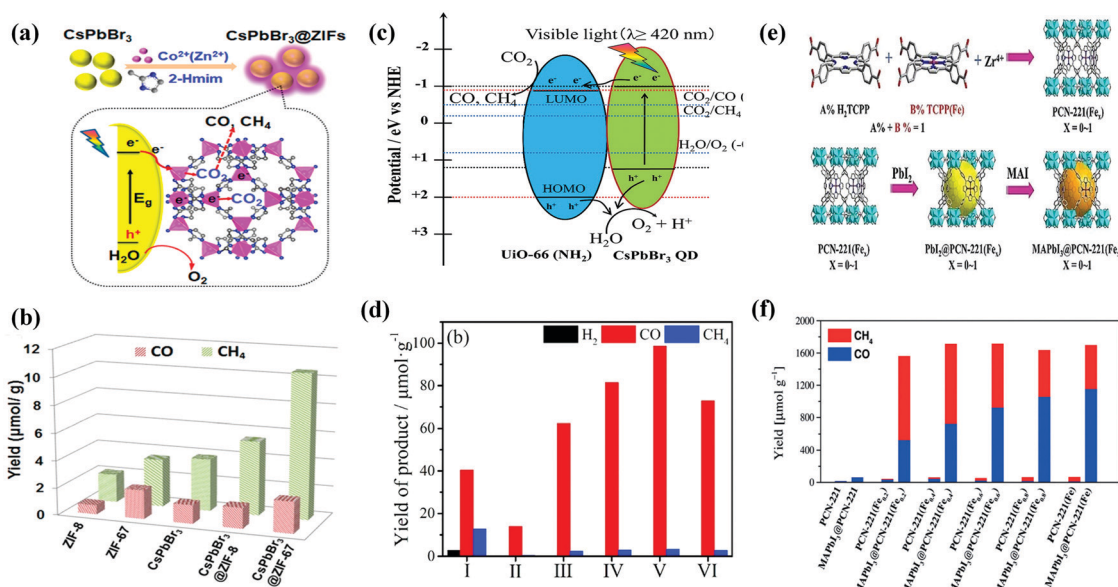 (a)
CsPbBr₃
CsPbBr₃@ZIFs
Co²⁺(Zn²⁺)
2-Hmim
CO, CH₄
e⁻
e⁻
CO₂
e⁻
e⁻
e⁻
CO₂
E_g
h⁺
H₂O
O₂
(b)
12
10
8
6
4
2
0
Yield (μmol/ g)
CO
CH₄
ZIF-8
ZIF-67
CsPbBr₃
CsPbBr₃
@ZIF-8
CsPbBr₃
@ZIF-67
(c)
Visible light (λ≥ 420 nm)
Potential / eV vs NHE
-2
-1
0
+1
+2
+3
CO₂
CO, CH₄
e⁻ e⁻
e⁻ e⁻
LUMO
CO₂/CO (
CO₂/CH₄
H₂O/O₂ (-
HOMO
h⁺ h⁺
h⁺ h⁺
H₂O
O₂ + H⁺
UiO-66 (NH₂)
CsPbBr₃ QD
(d)
(b)
H₂
CO
CH₄
Yield of product / μmol·g⁻¹
100
80
60
40
20
0
I
II
III
IV
V
VI
(e)
+
+ Zr⁴⁺
A% H₂TCPP
B% TCPP(Fe)
A% + B % = 1
PCN-221(Feₓ)
X = 0~1
PbI₂
MAI
PCN-221(Feₓ)
X = 0~1
PbI₂@PCN-221(Feₓ)
X = 0~1
MAPbI₃@PCN-221(Fe
X = 0~1
(f)
CH₄
CO
Yield [μmol g⁻¹]
2000
1600
1200
800
400
0
PCN-221
MAPbI₃@PCN-221
PCN-221(Fe₀.₂)
MAPbI₃@PCN-221(Fe₀.₂)
PCN-221(Fe₀.₄)
MAPbI₃@PCN-221(Fe₀.₄)
PCN-221(Fe₀.₆)
MAPbI₃@PCN-221(Fe₀.₆)
PCN-221(Fe₀.₈)
MAPbI₃@PCN-221(Fe₀.₈)
PCN-221(Fe)
MAPbI₃@PCN-221(Fe)